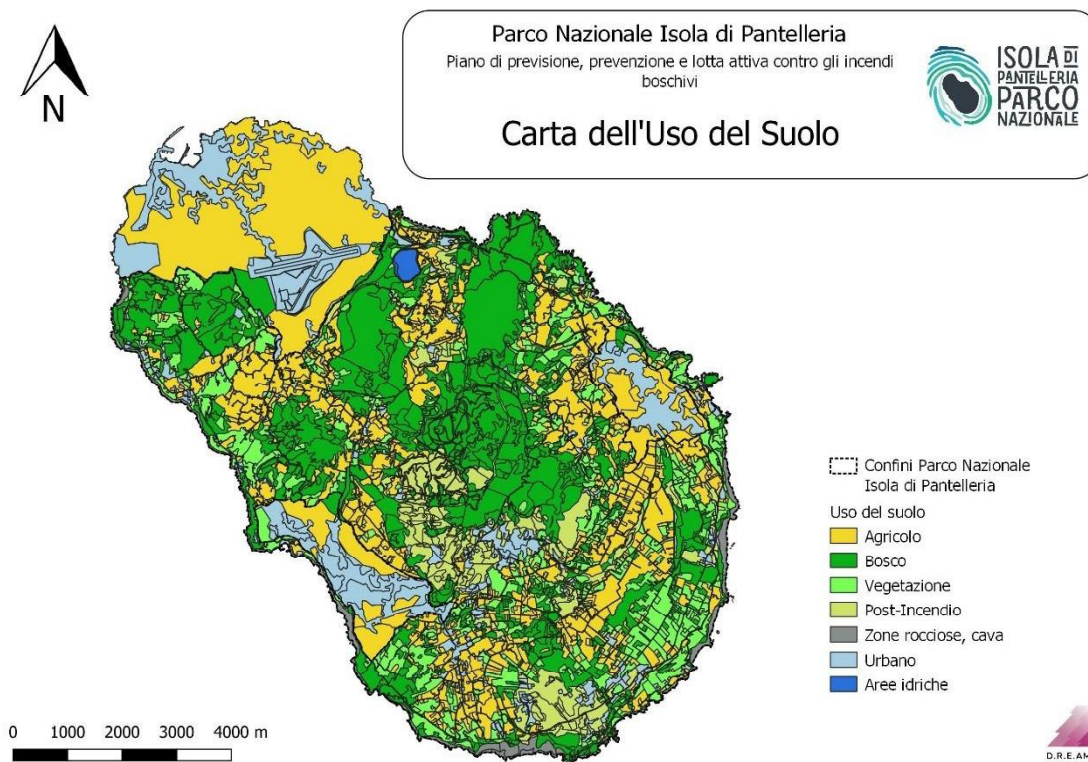 Parco Nazionale Isola di Pantelleria
Piano di previsione, prevenzione e lotta attiva contro gli incendi
boschivi
Carta dell'Uso del Suolo
ISOLA DI
PANTELLERIA
PARCO
NAZIONALE
N
Confini Parco Nazionale
Isola di Pantelleria
Uso del suolo
Agricolo
Bosco
Vegetazione
Post-Incendio
Zone rocciose, cava
Urbano
Aree idriche
0 1000 2000 3000 4000 m
D.R.E.AM